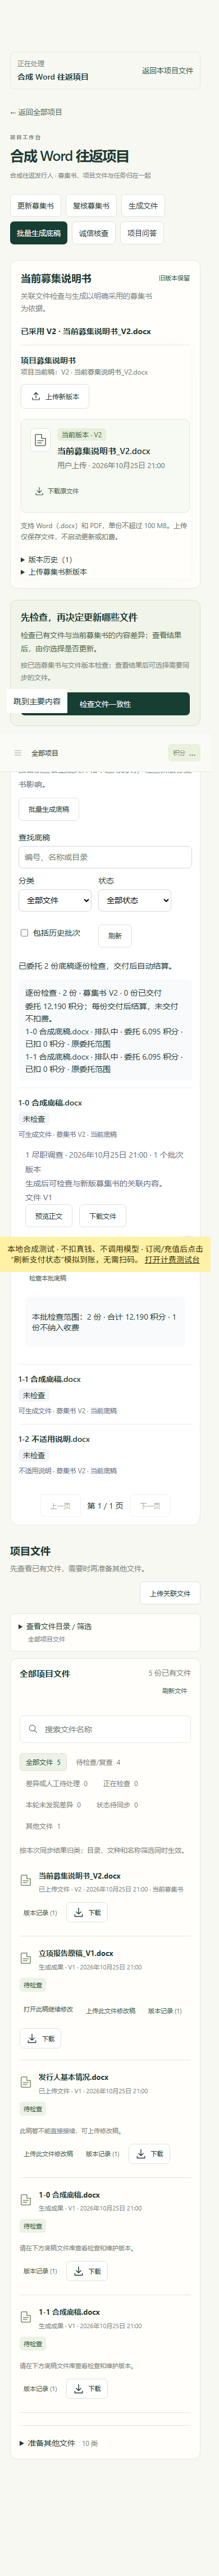 正在处理
合成 Word 往返项目
返回本项目文件
← 返回全部项目
项目工作台
合成 Word 往返项目
合成往返发行人 · 募集书、项目文件与任务归在一起
更新募集书
复核募集书
生成文件
批量生成底稿
诚信核查
项目问答
当前募集说明书
旧版本保留
关联文件检查与生成以明确采用的募集书
为依据。
已采用 V2 · 当前募集说明书_V2.docx
项目募集说明书
项目当前稿：V2 · 当前募集说明书_V2.docx
上传新版本
当前版本 · V2
当前募集说明书_V2.docx
用户上传 · 2026年10月25日 21:00
下载原文件
支持 Word（.docx）和 PDF，单份不超过 100 MB。上传
仅保存文件，不启动更新或扣费。
▶ 版本历史（1）
▶ 上传募集书新版本
先检查，再决定更新哪些文件
检查已有文件与当前募集书的内容差异；查看结
果后，由你选择是否更新。
按已选募集书与文件版本检查；查看结果后可选择需要同
步的文件。
跳到主要内容
检查文件一致性
全部项目
积分 …
书影响。
批量生成底稿
查找底稿
编号、名称或目录
分类
状态
全部文件
全部状态
包括历史批次
刷新
已委托 2 份底稿逐份检查，交付后自动结算。
逐份检查 · 2 份 · 募集书 V2 · 0 份已交付
委托 12,190 积分；每份交付后结算，未交付
不扣费。
1-0 合成底稿.docx · 排队中 · 委托 6,095 积分 ·
已扣 0 积分 · 原委托范围
1-1 合成底稿.docx · 排队中 · 委托 6,095 积分 ·
已扣 0 积分 · 原委托范围
1-0 合成底稿.docx
未检查
可生成文件 · 募集书 V2 · 当前底稿
1 尽职调查 · 2026年10月25日 21:00 · 1 个批次
版本
生成后可检查与新版募集书的关联内容。
文件 V1
预览正文
下载文件
本地合成测试 · 不扣真钱、不调用模型 · 订阅/充值后点击
“刷新支付状态”模拟到账，无需扫码。 打开计费测试台
检查本批底稿
本批检查范围：2 份 · 合计 12,190 积分 · 1
份不纳入收费
1-1 合成底稿.docx
未检查
可生成文件 · 募集书 V2 · 当前底稿
1-2 不适用说明.docx
未检查
不适用说明 · 募集书 V2 · 当前底稿
上一页
第 1 / 1 页
下一页
项目文件
先查看已有文件，需要时再准备其他文件。
上传关联文件
▶ 查看文件目录 / 筛选
全部项目文件
全部项目文件
5 份已有文件
刷新文件
搜索文件名称
全部文件 5
待检查/复查 4
差异或人工待处理 0
正在检查 0
本轮未发现差异 0
状态待同步 0
其他文件 1
按本次同步结果归类；目录、文种和名称筛选同时生效。
当前募集说明书_V2.docx
已上传文件 · V2 · 2026年10月25日 21:00 · 当前募集书
版本记录 (1)
下载
立项报告原稿_V1.docx
生成成果 · V1 · 2026年10月25日 21:00
待检查
打开此稿继续修改
上传此文件修改稿
版本记录 (1)
下载
发行人基本情况.docx
已上传文件 · V1 · 2026年10月25日 21:00
待检查
此稿暂不能直接接续，可上传修改稿。
上传此文件修改稿
版本记录 (1)
下载
1-0 合成底稿.docx
生成成果 · V1 · 2026年10月25日 21:00
待检查
请在下方底稿文件库查看检查和维护版本。
版本记录 (1)
下载
1-1 合成底稿.docx
生成成果 · V1 · 2026年10月25日 21:00
待检查
请在下方底稿文件库查看检查和维护版本。
版本记录 (1)
下载
▶ 准备其他文件 10 类